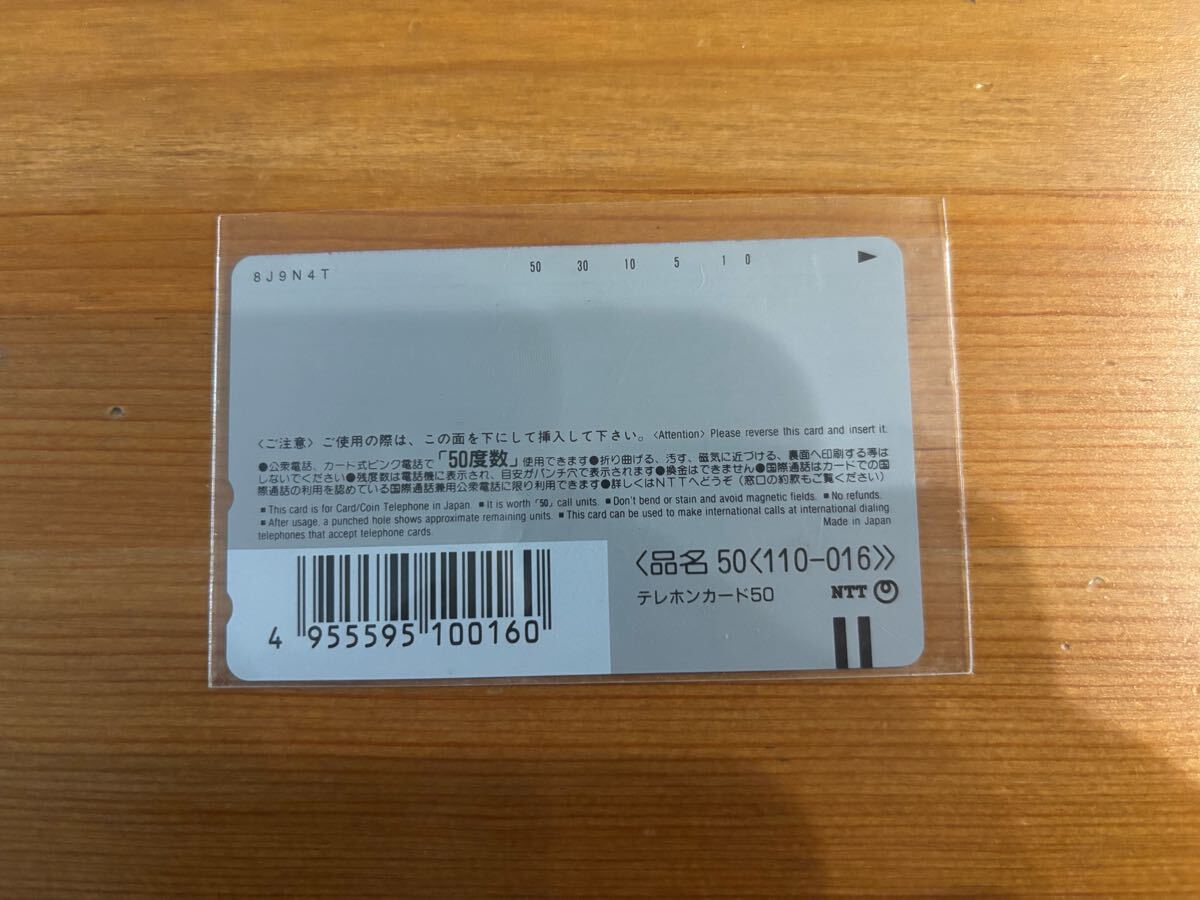 8J9N4T 50 30 10 5 1 0 ▶
〈ご注意〉ご使用の際は、この面を下にして挿入して下さい。〈Attention〉Please reverse this card and insert it.
●公衆電話、カード式ピンク電話で「50度数」使用できます●折り曲げる、汚す、磁気に近づける、裏面へ印刷する等は
しないでください●残度数は電話機に表示され、目安がパンチ穴で表示されます●換金はできません●国際通話はカードでの国
際通話の利用を認めている国際通話兼用公衆電話に限り利用できます●詳しくはNTTへどうぞ（窓口の約款もご覧ください）
■This card is for Card/Coin Telephone in Japan. ■It is worth「50」call units. ■Don't bend or stain and avoid magnetic fields. ■No refunds.
■After usage, a punched hole shows approximate remaining units. ■This card can be used to make international calls at international dialing
telephones that accept telephone cards. Made in Japan
〈品名 50〈110-016〉〉
テレホンカード50 NTT
4 955595 100160